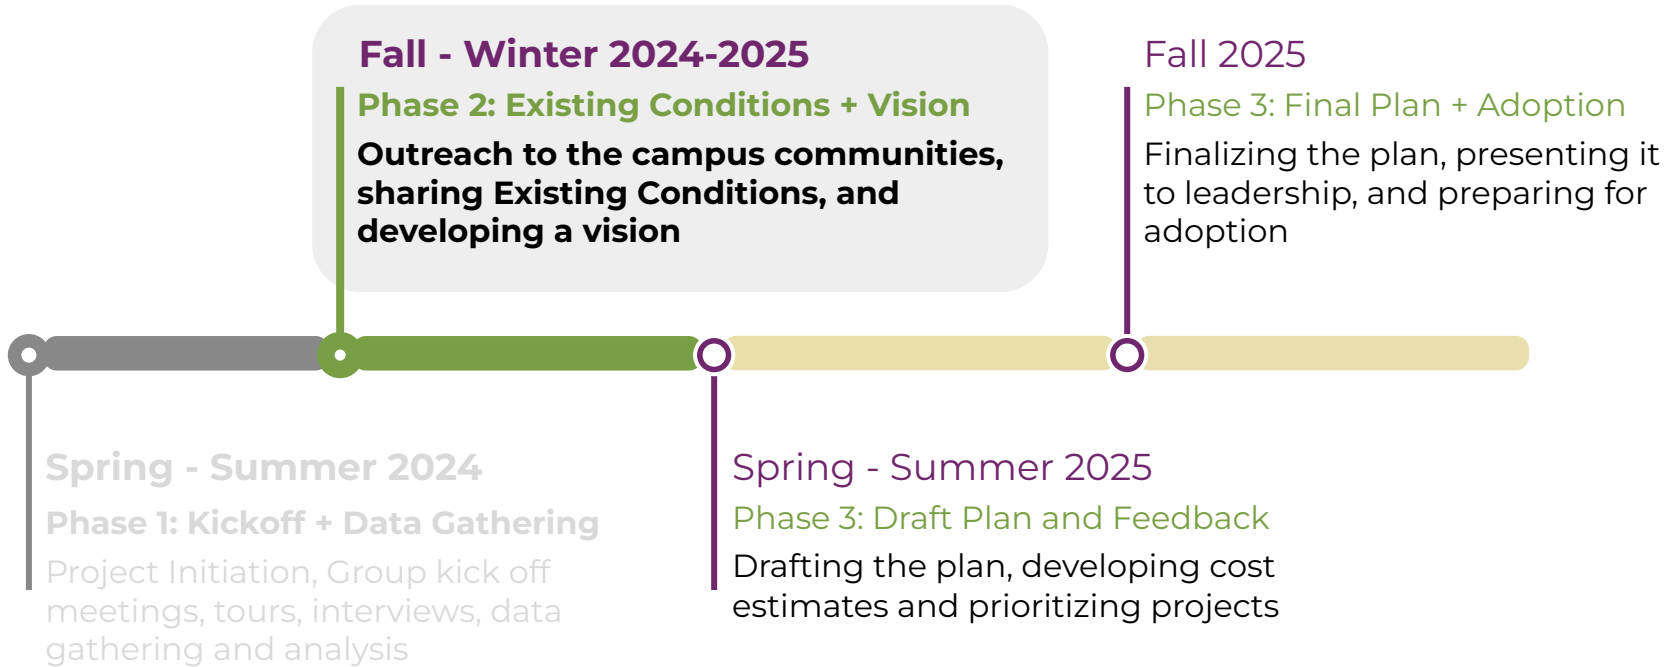 Fall - Winter 2024-2025
Phase 2: Existing Conditions + Vision
Outreach to the campus communities,
sharing Existing Conditions, and
developing a vision
Fall 2025
Phase 3: Final Plan + Adoption
Finalizing the plan, presenting it
to leadership, and preparing for
adoption
Spring - Summer 2024
Phase 1: Kickoff + Data Gathering
Project Initiation, Group kick off
meetings, tours, interviews, data
gathering and analysis
Spring - Summer 2025
Phase 3: Draft Plan and Feedback
Drafting the plan, developing cost
estimates and prioritizing projects